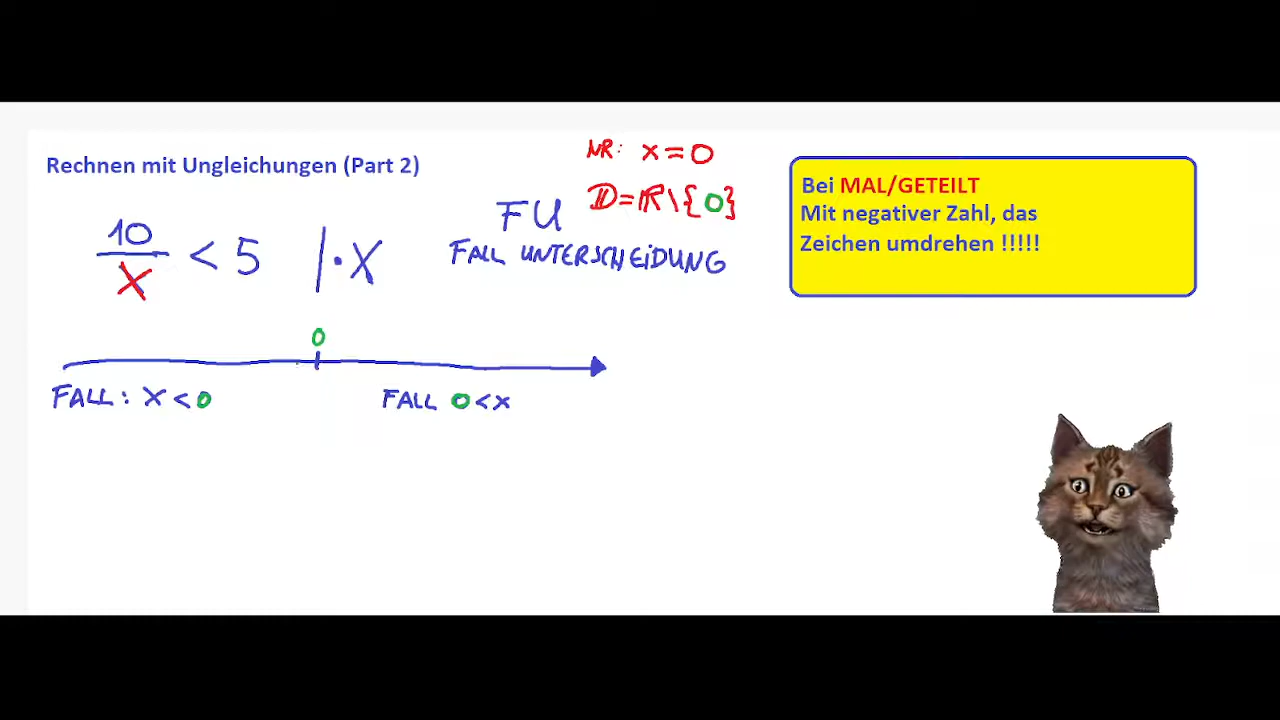 Rechnen mit Ungleichungen (Part 2)
NR: x = 0
D = ℝ \ {0}
10/x < 5 | · x
FU
FALL UNTERSCHEIDUNG
Bei MAL/GETEILT
Mit negativer Zahl, das
Zeichen umdrehen !!!!!
0
FALL: x < 0
FALL 0 < x